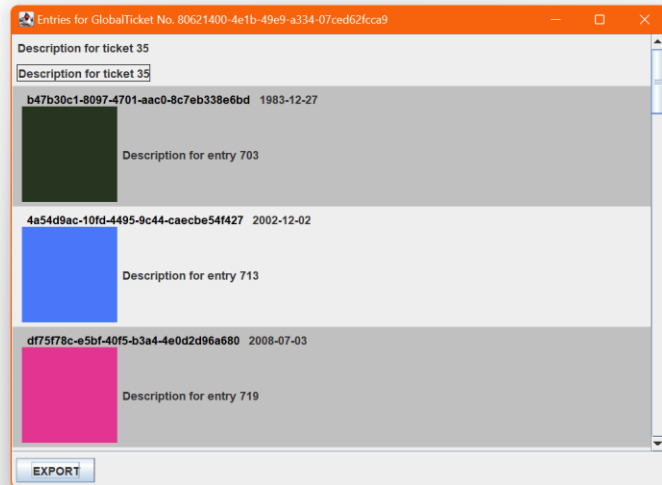 Entries for GlobalTicket No. 80621400-4e1b-49e9-a334-07ced62fcca9
Description for ticket 35
Description for ticket 35
b47b30c1-8097-4701-aac0-8c7eb338e6bd 1983-12-27
Description for entry 703
4a54d9ac-10fd-4495-9c44-caecbe54f427 2002-12-02
Description for entry 713
df75f78c-e5bf-40f5-b3a4-4e0d2d96a680 2008-07-03
Description for entry 719
EXPORT